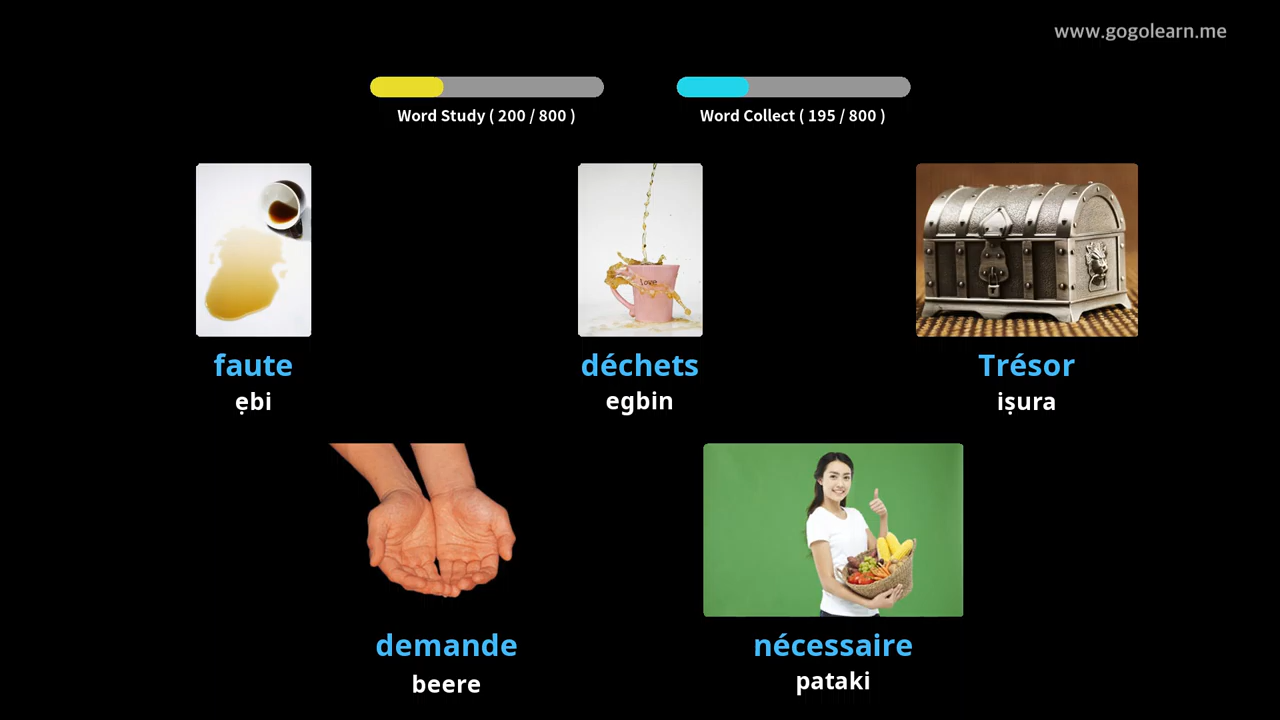 www.gogolearn.me
Word Study ( 200 / 800 )
Word Collect ( 195 / 800 )
love
faute
ẹbi
déchets
egbin
Trésor
iṣura
demande
beere
nécessaire
pataki